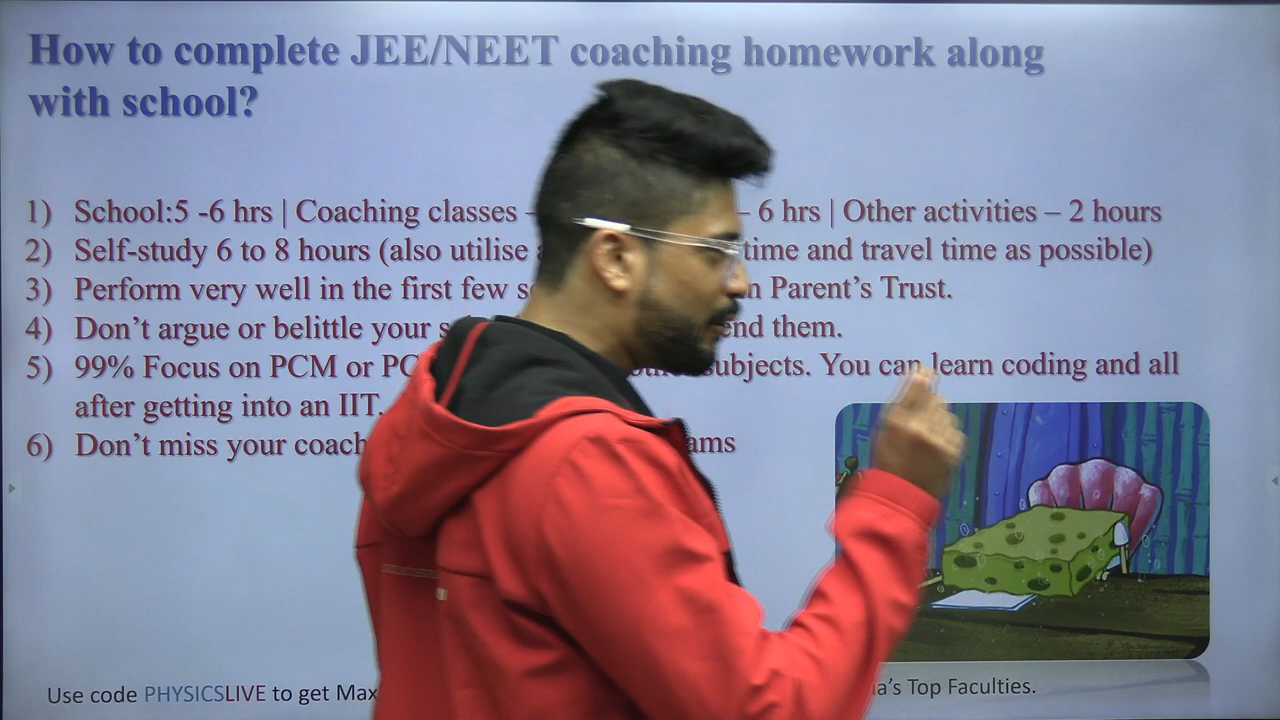 How to complete JEE/NEET coaching homework along
with school?
1) School:5 -6 hrs | Coaching classes – – 6 hrs | Other activities – 2 hours
2) Self-study 6 to 8 hours (also utilise time and travel time as possible)
3) Perform very well in the first few Parent’s Trust.
4) Don’t argue or belittle your them.
5) 99% Focus on PCM or subjects. You can learn coding and all
after getting into an IIT.
6) Don’t miss your
Use code PHYSICSLIVE to get Top Faculties.